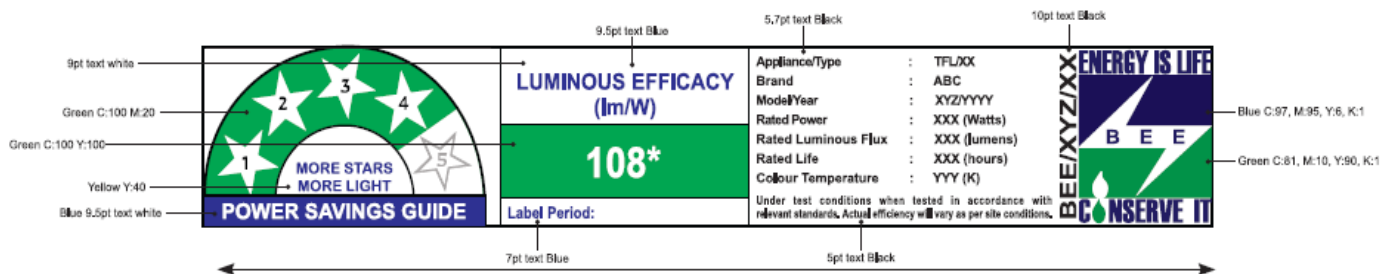 5.7pt text Black
10pt text Black
9.5pt text Blue
9pt text white
Green C:100 M:20
Green C:100 Y:100
Yellow Y:40
Blue 9.5pt text white
1
2
3
4
5
MORE STARS
MORE LIGHT
POWER SAVINGS GUIDE
LUMINOUS EFFICACY
(lm/W)
108*
Label Period:
Appliance/Type : TFL/XX
Brand : ABC
Model/Year : XYZ/YYYY
Rated Power : XXX (Watts)
Rated Luminous Flux : XXX (lumens)
Rated Life : XXX (hours)
Colour Temperature : YYY (K)
Under test conditions when tested in accordance with
relevant standards. Actual efficiency will vary as per site conditions.
BEE/XYZ/XX
ENERGY IS LIFE
BEE
CONSERVE IT
Blue C:97, M:95, Y:6, K:1
Green C:81, M:10, Y:90, K:1
7pt text Blue
5pt text Black